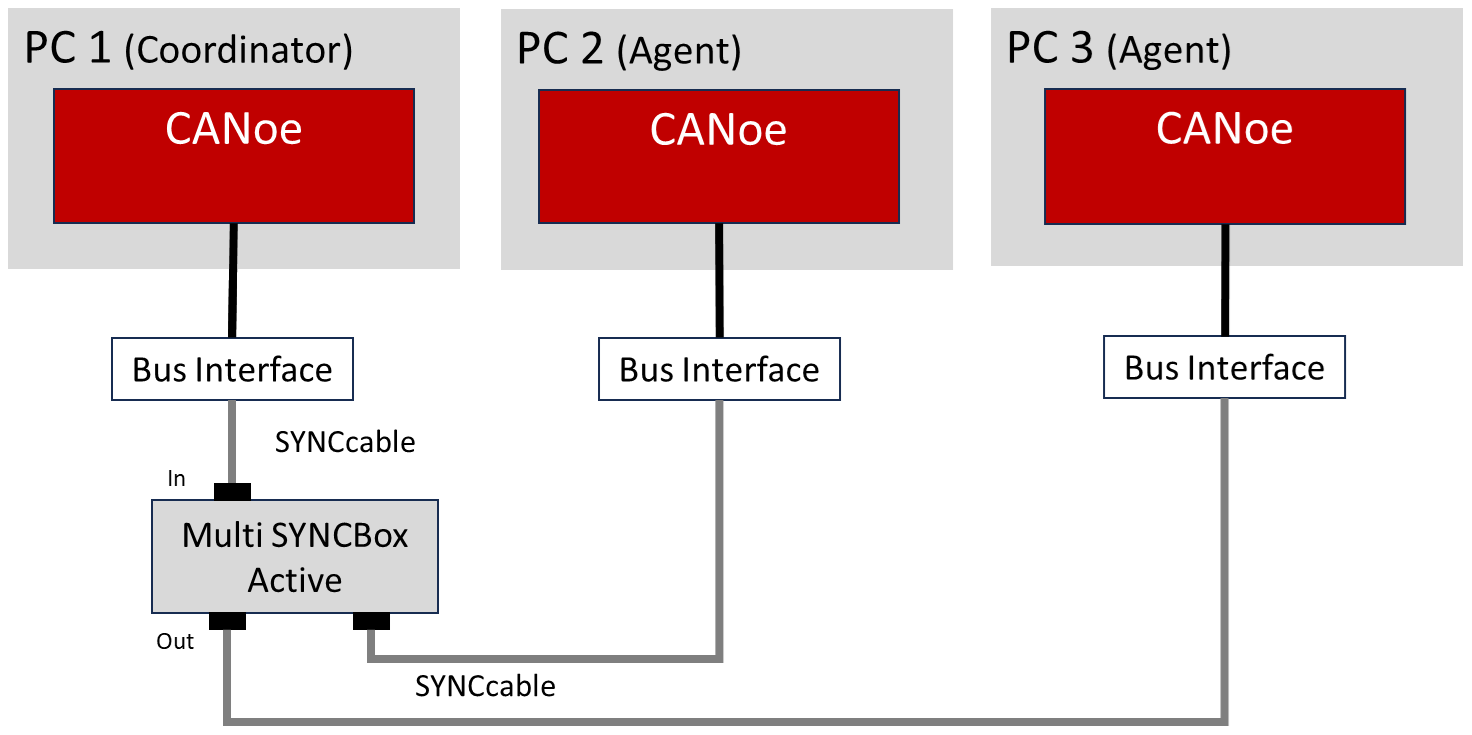 PC 1 (Coordinator)
PC 2 (Agent)
PC 3 (Agent)
CANoe
CANoe
CANoe
Bus Interface
Bus Interface
Bus Interface
SYNCcable
In
Multi SYNCBox
Active
Out
SYNCcable